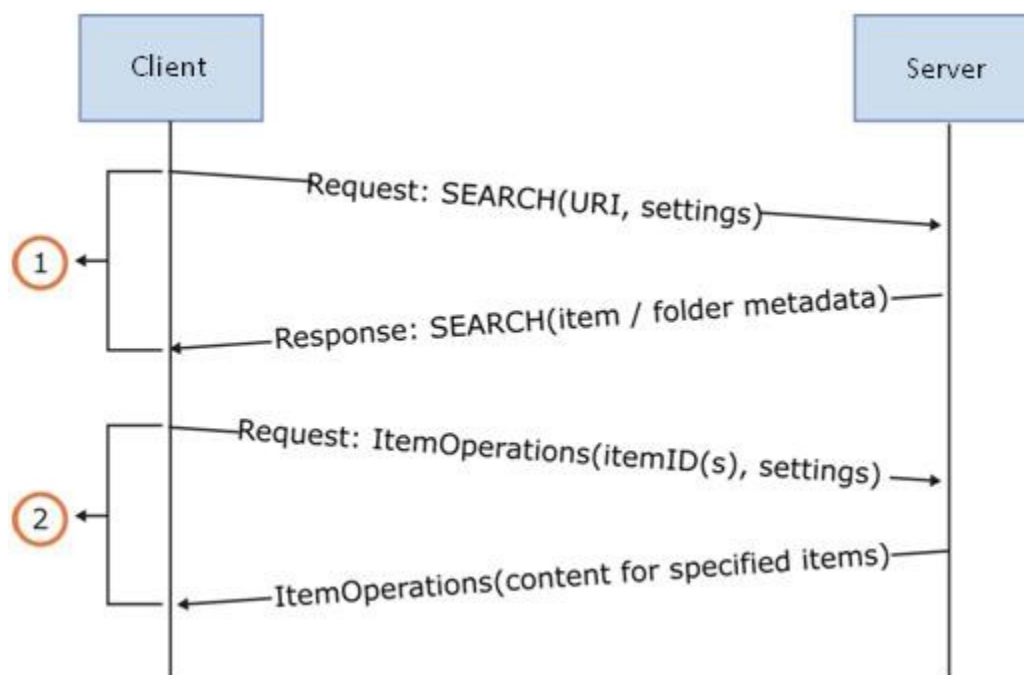 Client
Server
Request: SEARCH(URI, settings)
1
Response: SEARCH(item / folder metadata)
Request: ItemOperations(itemID(s), settings)
2
ItemOperations(content for specified items)